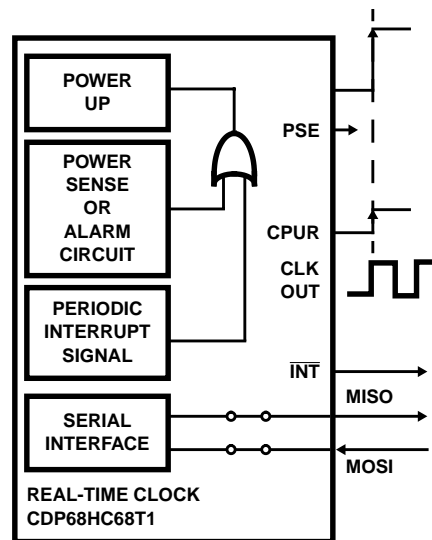 POWER
UP
PSE
POWER
SENSE
OR
ALARM
CIRCUIT
CPUR
CLK
OUT
PERIODIC
INTERRUPT
SIGNAL
INT
MISO
SERIAL
INTERFACE
MOSI
REAL-TIME CLOCK
CDP68HC68T1